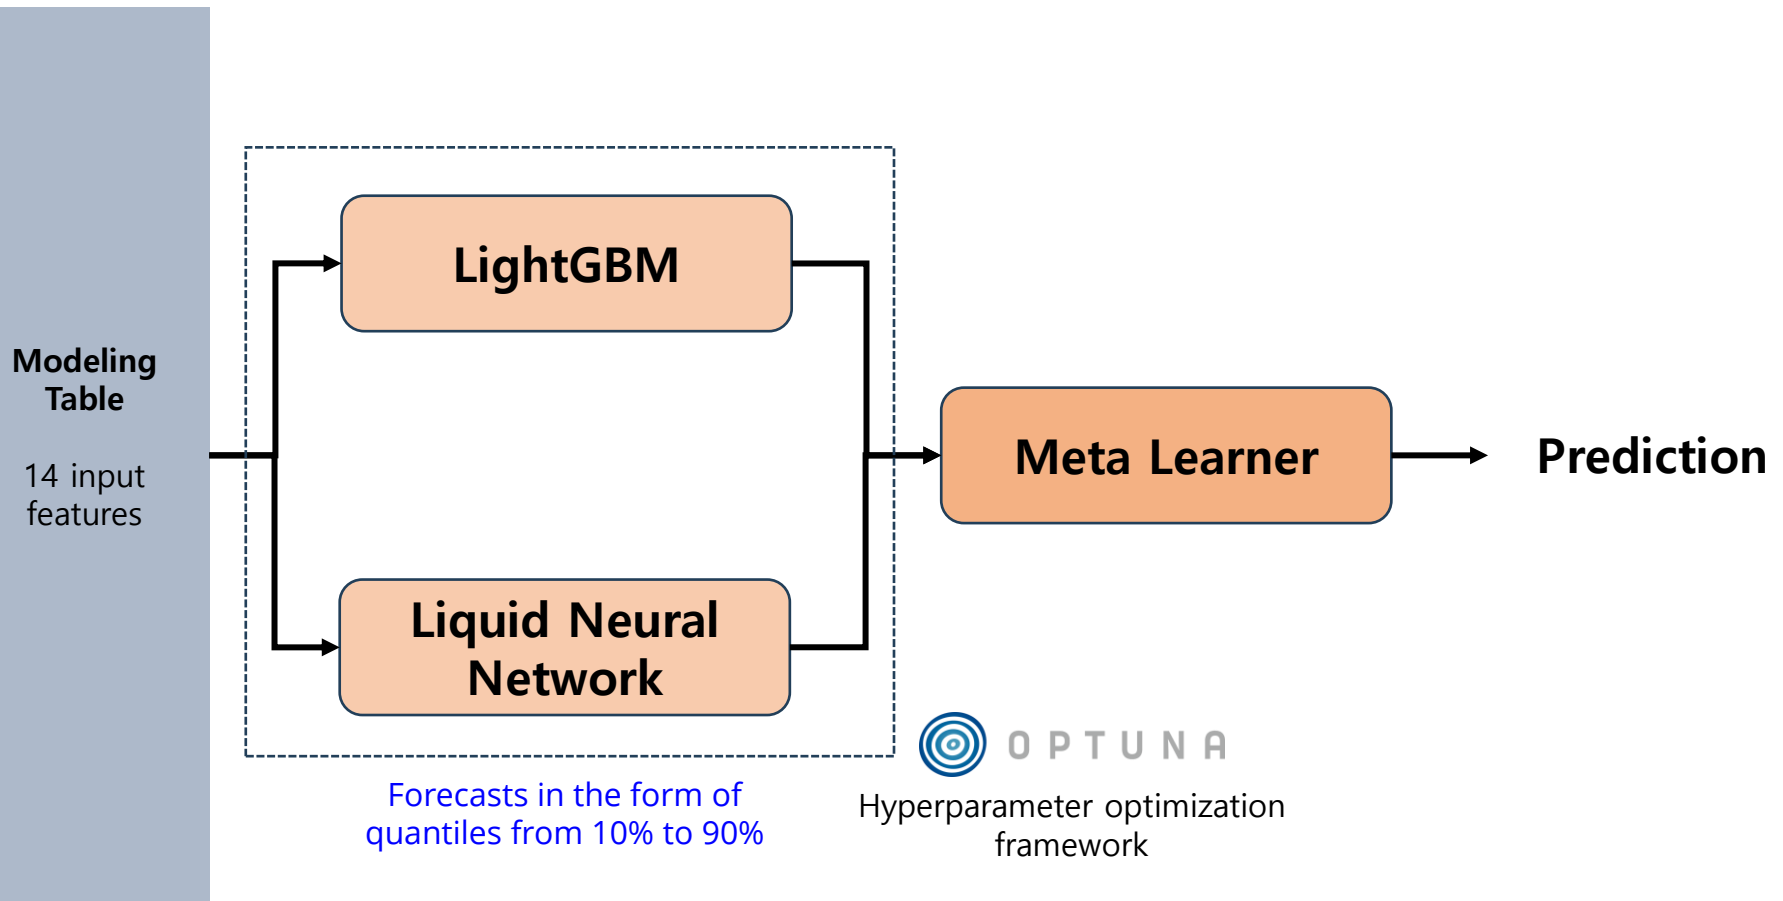 Modeling
Table
14 input
features
LightGBM
Liquid Neural
Network
Forecasts in the form of
quantiles from 10% to 90%
Meta Learner
Prediction
OPTUNA
Hyperparameter optimization
framework